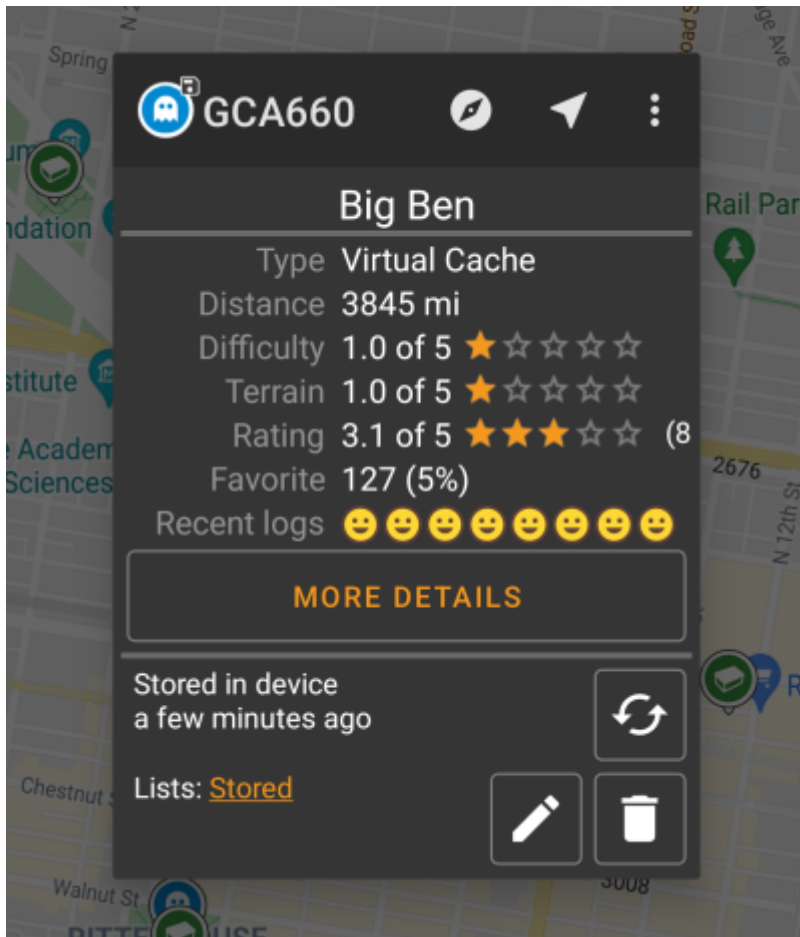 N 2
Spring
GCA660
Big Ben
Rail Par
ndation
Type Virtual Cache
Distance 3845 mi
Difficulty 1.0 of 5
stitute
Terrain 1.0 of 5
Rating 3.1 of 5 (8
Academ
Sciences
2676
Favorite 127 (5%)
Recent logs
N 12th St
MORE DETAILS
Stored in device
a few minutes ago
R
Lists: Stored
Chestnut
Walnut St
3008